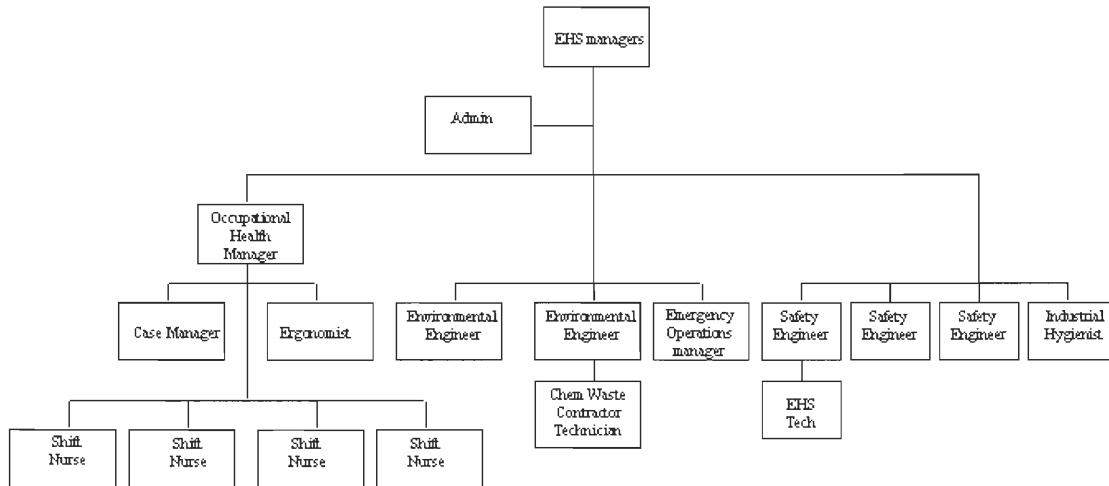 EHS managers
Admin
Occupational
Health
Manager
Case Manager
Ergonomist
Environmental
Engineer
Environmental
Engineer
Emergency
Operations
manager
Safety
Engineer
Safety
Engineer
Safety
Engineer
Industrial
Hygienist
Chem Waste
Contractor
Technician
EHS
Tech
Shift
Nurse
Shift
Nurse
Shift
Nurse
Shift
Nurse